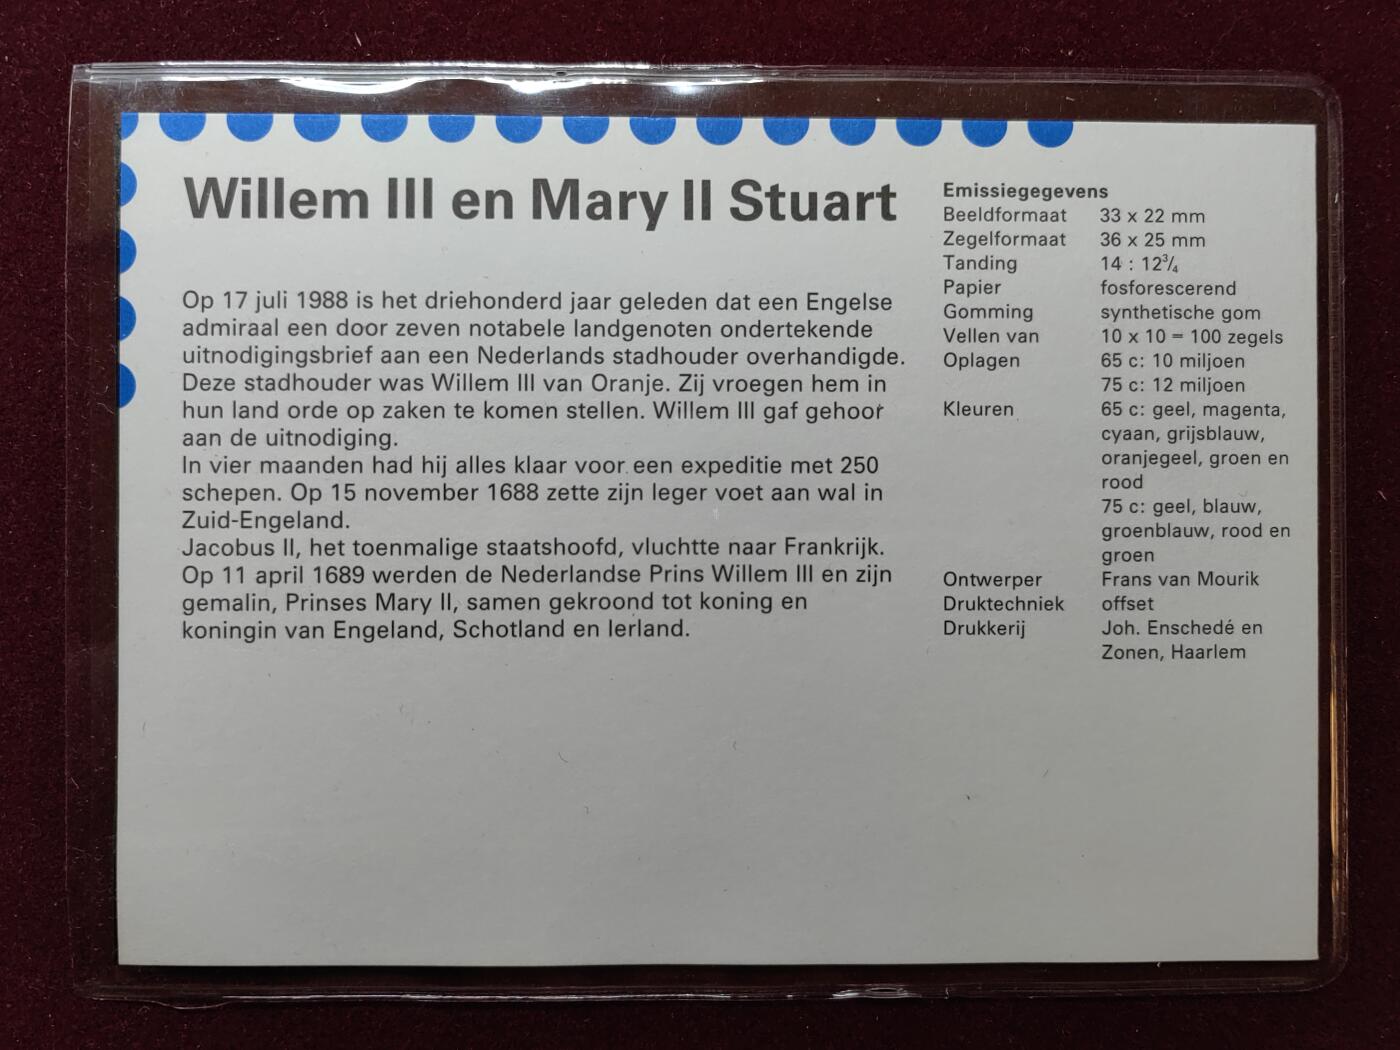 Willem III en Mary II Stuart
Op 17 juli 1988 is het driehonderd jaar geleden dat een Engelse
admiraal een door zeven notabele landgenoten ondertekende
uitnodigingsbrief aan een Nederlands stadhouder overhandigde.
Deze stadhouder was Willem III van Oranje. Zij vroegen hem in
hun land orde op zaken te komen stellen. Willem III gaf gehoor
aan de uitnodiging.
In vier maanden had hij alles klaar voor een expeditie met 250
schepen. Op 15 november 1688 zette zijn leger voet aan wal in
Zuid-Engeland.
Jacobus II, het toenmalige staatshoofd, vluchtte naar Frankrijk.
Op 11 april 1689 werden de Nederlandse Prins Willem III en zijn
gemalin, Prinses Mary II, samen gekroond tot koning en
koningin van Engeland, Schotland en Ierland.
Emissiegegevens
Beeldformaat 33 x 22 mm
Zegelformaat 36 x 25 mm
Tanding 14 : 12¾
Papier fosforescerend
Gomming synthetische gom
Vellen van 10 x 10 = 100 zegels
Oplagen 65 c: 10 miljoen
75 c: 12 miljoen
Kleuren 65 c: geel, magenta,
cyaan, grijsblauw,
oranjegeel, groen en
rood
75 c: geel, blauw,
groenblauw, rood en
groen
Ontwerper Frans van Mourik
Druktechniek offset
Drukkerij Joh. Enschedé en
Zonen, Haarlem